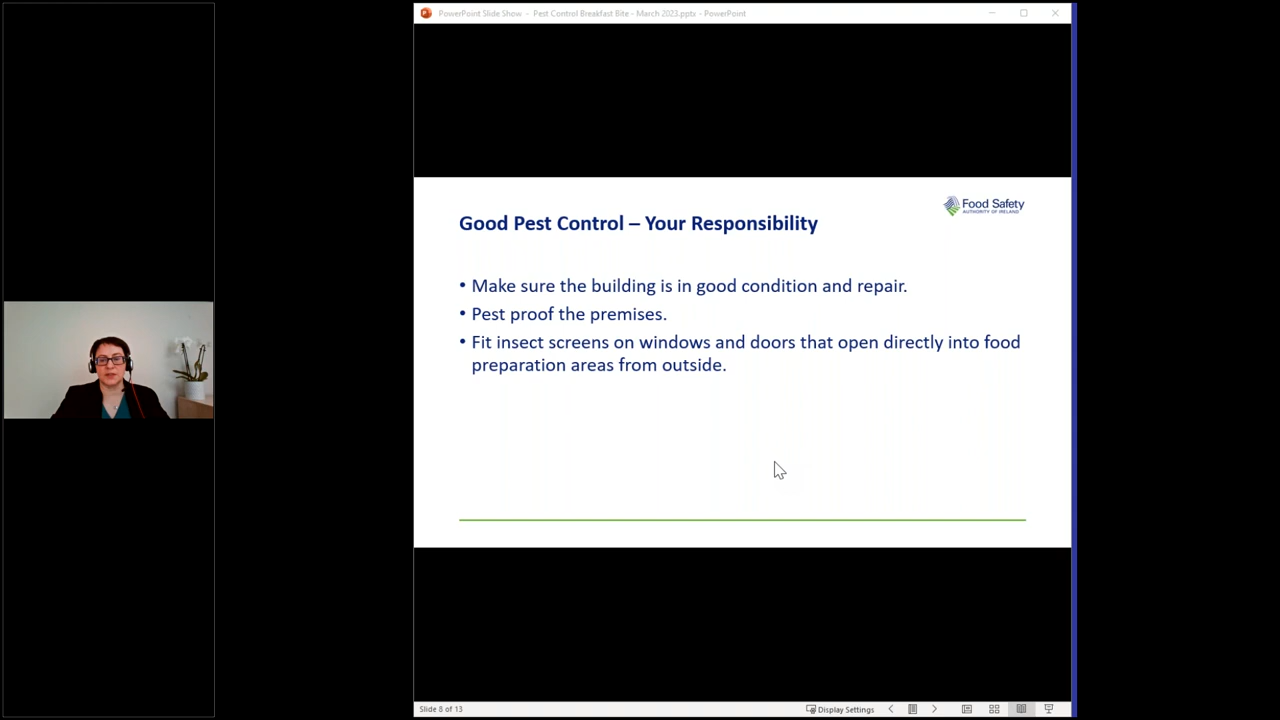 PowerPoint Slide Show - Pest Control Breakfast Bite - March 2023.pptx - PowerPoint
Food Safety
AUTHORITY OF IRELAND
Good Pest Control – Your Responsibility
• Make sure the building is in good condition and repair.
• Pest proof the premises.
• Fit insect screens on windows and doors that open directly into food
preparation areas from outside.
Slide 8 of 13
Display Settings